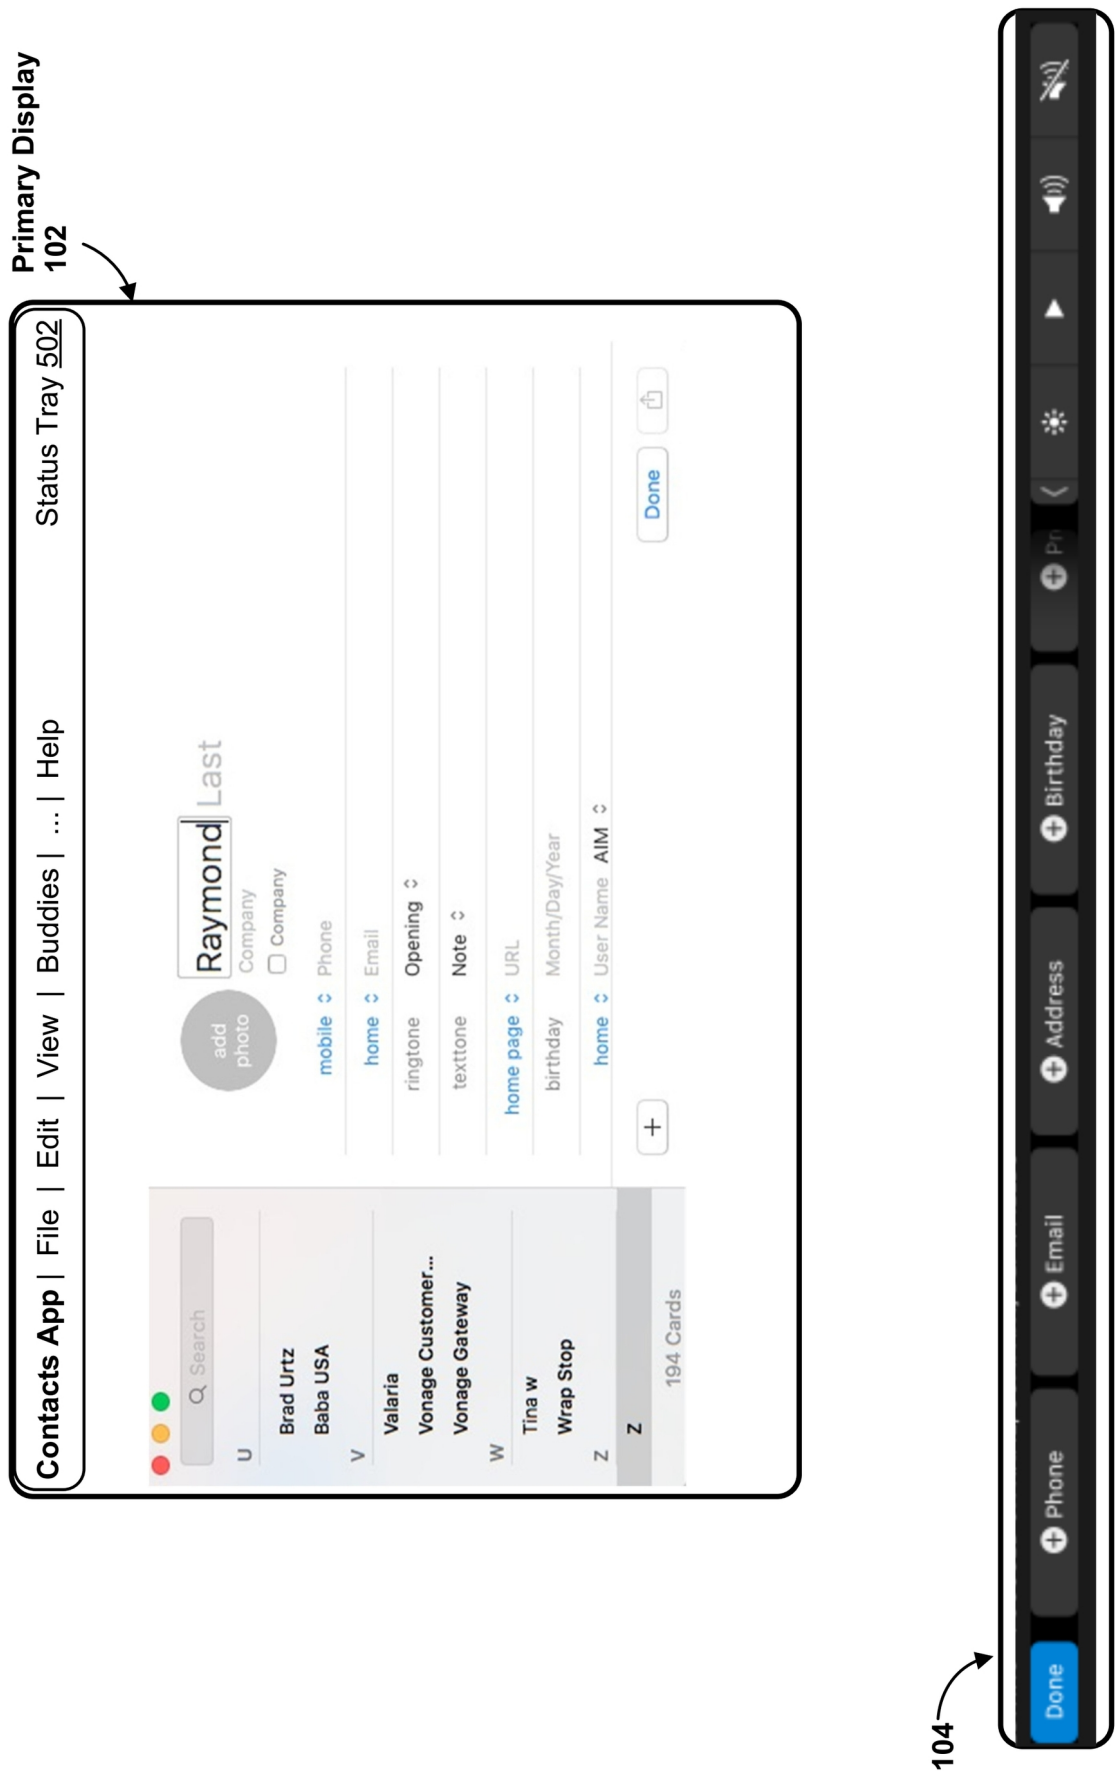 Primary Display
102
Contacts App | File | Edit | View | Buddies | ... | Help
Status Tray 502
Search
U
Brad Urtz
Baba USA
V
Valaria
Vonage Customer...
Vonage Gateway
W
Tina w
Wrap Stop
Z
Z
194 Cards
add
photo
Raymond Last
Company
Company
mobile Phone
home Email
ringtone Opening
texttone Note
home page URL
birthday Month/Day/Year
home User Name AIM
+
Done
104
Done
Phone
Email
Address
Birthday
Pr